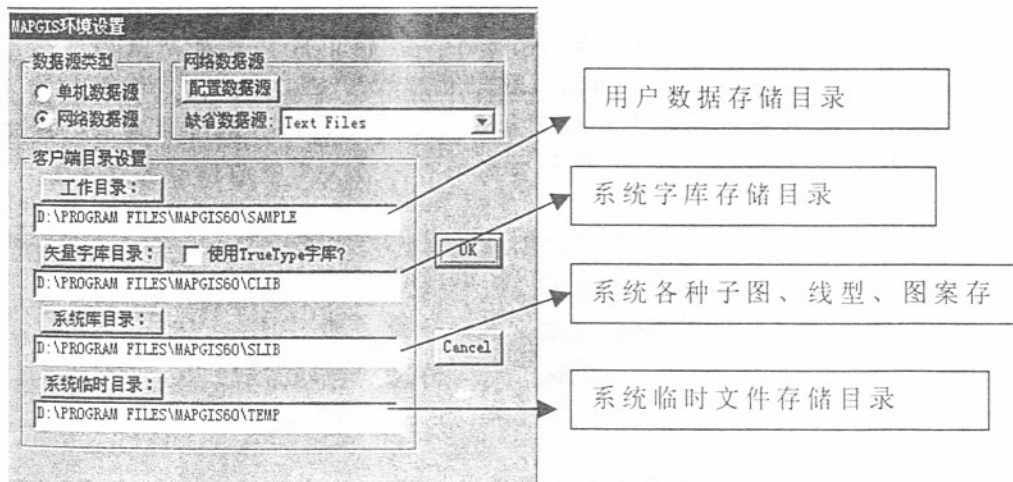 MAPGIS环境设置
数据源类型
单机数据源
网络数据源
网络数据源
配置数据源
缺省数据源: Text Files
客户端目录设置
工作目录:
D:\PROGRAM FILES\MAPGIS60\SAMPLE
矢量字库目录: 使用TrueType字库?
D:\PROGRAM FILES\MAPGIS60\CLIB
系统库目录:
D:\PROGRAM FILES\MAPGIS60\SLIB
系统临时目录:
D:\PROGRAM FILES\MAPGIS60\TEMP
OK
Cancel
用户数据存储目录
系统字库存储目录
系统各种子图、线型、图案存
系统临时文件存储目录